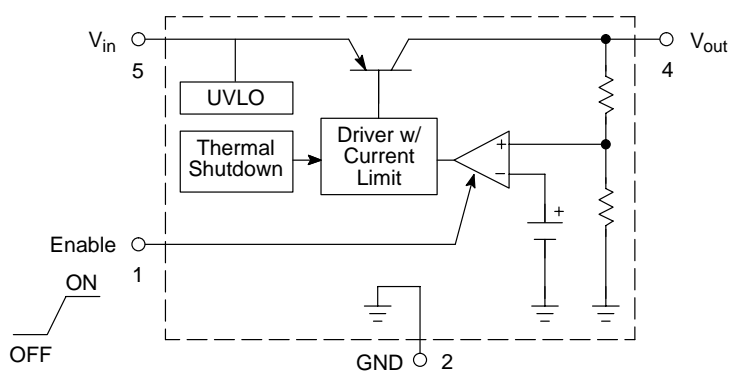 Vin
5
Vout
4
UVLO
Thermal
Shutdown
Driver w/
Current
Limit
+
−
+
Enable
1
ON
OFF
GND
2